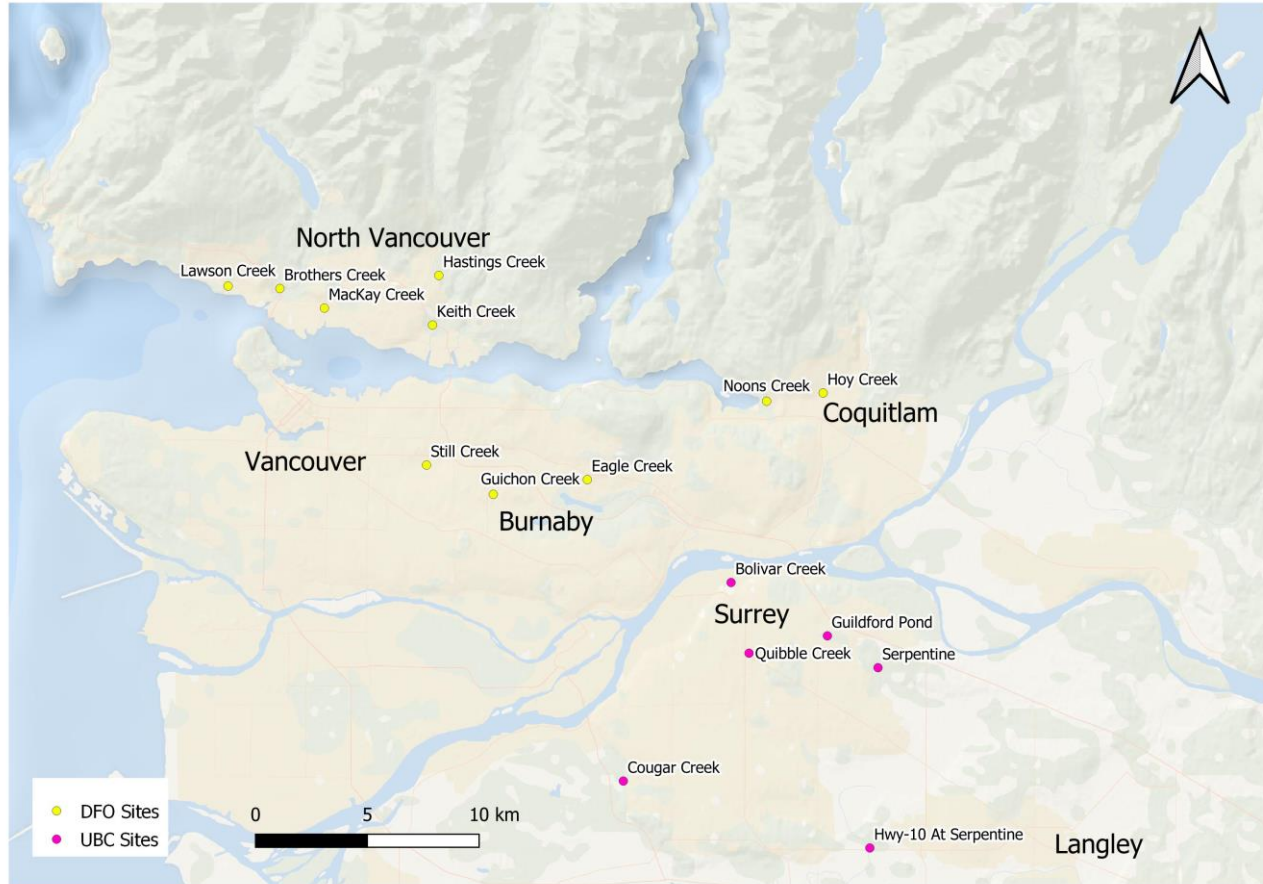 North Vancouver
Hastings Creek
Lawson Creek
Brothers Creek
MacKay Creek
Keith Creek
Noons Creek
Hoy Creek
Coquitlam
Vancouver
Still Creek
Guichon Creek
Eagle Creek
Burnaby
Bolivar Creek
Surrey
Guildford Pond
Quibble Creek
Serpentine
Cougar Creek
DFO Sites
UBC Sites
0 5 10 km
Hwy-10 At Serpentine
Langley